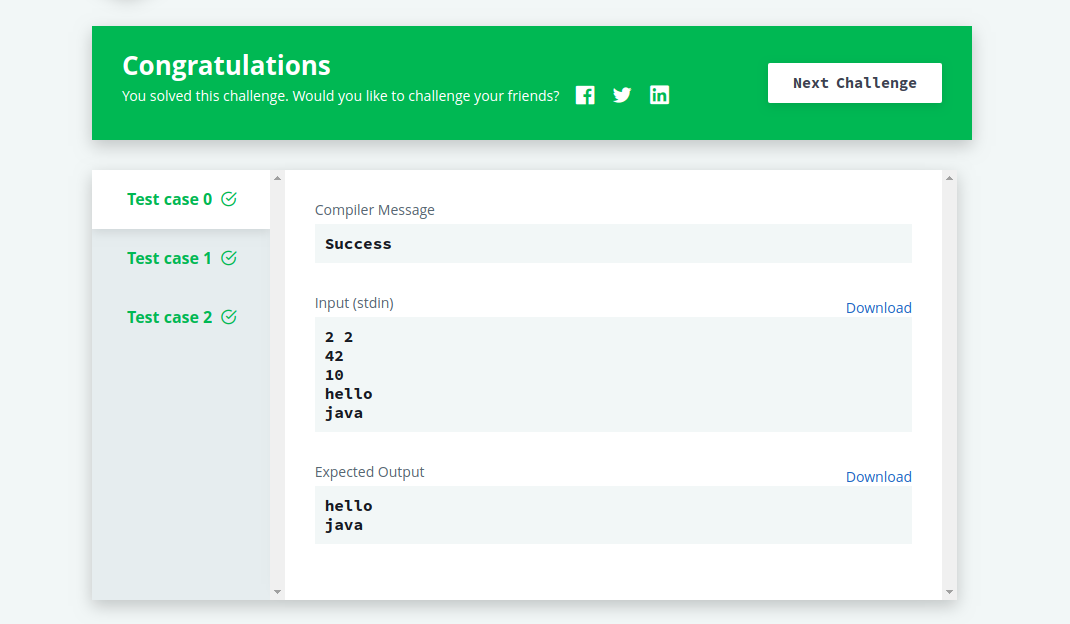 Congratulations
You solved this challenge. Would you like to challenge your friends?
Next Challenge
Test case 0
Test case 1
Test case 2
Compiler Message
Success
Input (stdin)
Download
2 2
42
10
hello
java
Expected Output
Download
hello
java